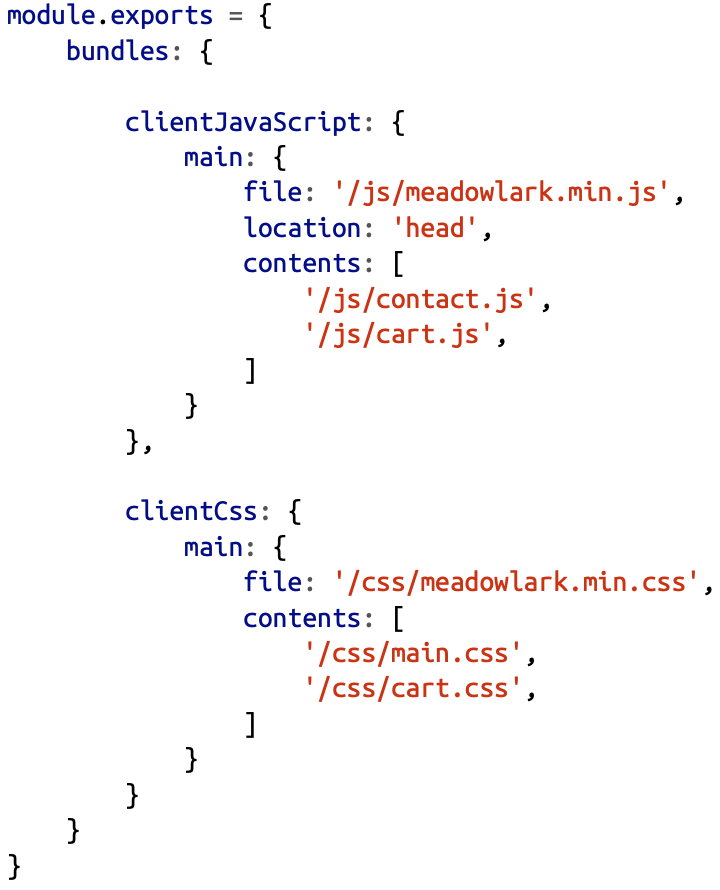 module.exports = {
    bundles: {

        clientJavaScript: {
            main: {
                file: '/js/meadowlark.min.js',
                location: 'head',
                contents: [
                    '/js/contact.js',
                    '/js/cart.js',
                ]
            }
        },

        clientCss: {
            main: {
                file: '/css/meadowlark.min.css',
                contents: [
                    '/css/main.css',
                    '/css/cart.css',
                ]
            }
        }
    }
}